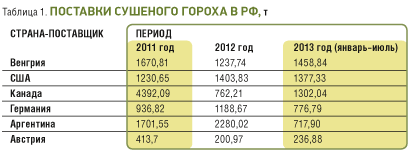 Таблица 1. ПОСТАВКИ СУШЕНОГО ГОРОХА В РФ, т
СТРАНА-ПОСТАВЩИК ПЕРИОД
2011 год 2012 год 2013 год (январь–июль)
Венгрия 1670,81 1237,74 1458,84
США 1230,65 1403,83 1377,33
Канада 4392,09 762,21 1302,04
Германия 936,82 1188,67 776,79
Аргентина 1701,55 2280,02 717,90
Австрия 413,7 200,97 236,88